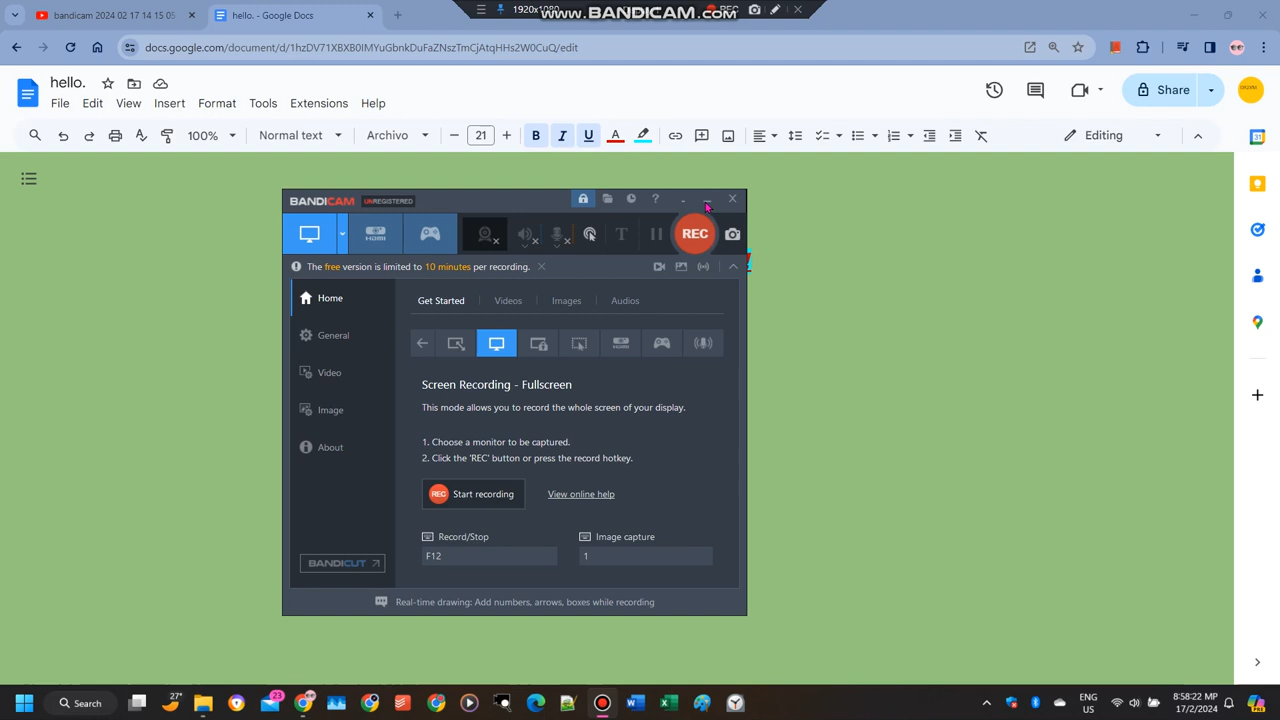 bandicam 2024 02 17 14 15 05
hello. - Google Docs
1920x1080
REC
www.BANDICAM.com
docs.google.com/document/d/1hzDV71XBXB0IMYuGbnkDuFaZNszTmCjAtqHHs2W0CuQ/edit
hello.
File Edit View Insert Format Tools Extensions Help
Share
100% Normal text Archivo 21 B I U A Editing
BANDICAM UNREGISTERED
REC
The free version is limited to 10 minutes per recording.
Home
General
Video
Image
About
BANDICUT
Get Started Videos Images Audios
Screen Recording - Fullscreen
This mode allows you to record the whole screen of your display.
1. Choose a monitor to be captured.
2. Click the 'REC' button or press the record hotkey.
REC Start recording View online help
Record/Stop Image capture
F12 1
Real-time drawing: Add numbers, arrows, boxes while recording
Search 27° 23
ENG
US
8:58:22 MP
17/2/2024